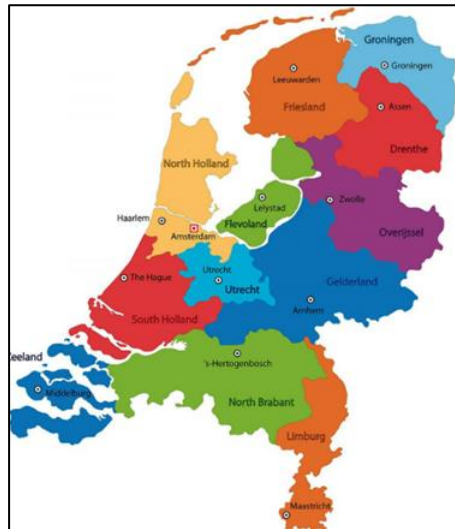 Groningen
Groningen
Leeuwarden
Friesland
Assen
Drenthe
North Holland
Zwolle
Lelystad
Flevoland
Haarlem
Amsterdam
Overijssel
Utrecht
The Hague
Utrecht
Gelderland
Arnhem
South Holland
Zeeland
's-Hertogenbosch
Middelburg
North Brabant
Limburg
Maastricht